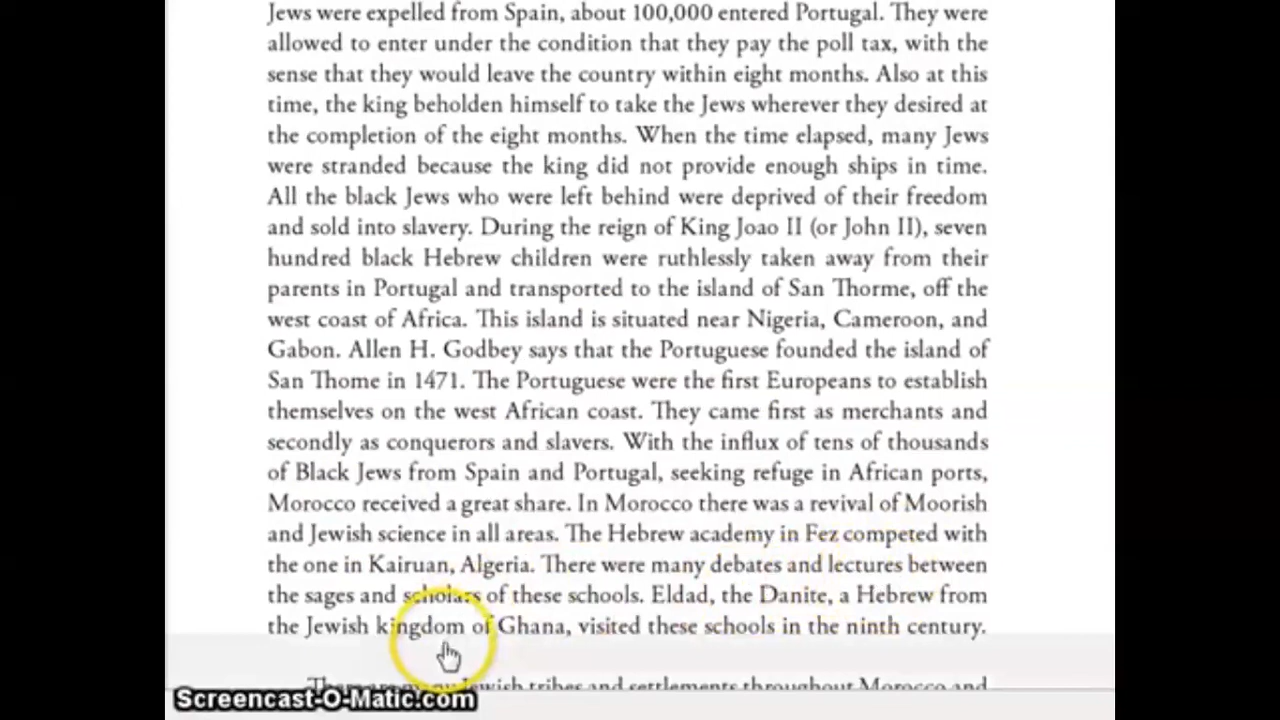 Jews were expelled from Spain, about 100,000 entered Portugal. They were
allowed to enter under the condition that they pay the poll tax, with the
sense that they would leave the country within eight months. Also at this
time, the king beholden himself to take the Jews wherever they desired at
the completion of the eight months. When the time elapsed, many Jews
were stranded because the king did not provide enough ships in time.
All the black Jews who were left behind were deprived of their freedom
and sold into slavery. During the reign of King Joao II (or John II), seven
hundred black Hebrew children were ruthlessly taken away from their
parents in Portugal and transported to the island of San Thorme, off the
west coast of Africa. This island is situated near Nigeria, Cameroon, and
Gabon. Allen H. Godbey says that the Portuguese founded the island of
San Thome in 1471. The Portuguese were the first Europeans to establish
themselves on the west African coast. They came first as merchants and
secondly as conquerors and slavers. With the influx of tens of thousands
of Black Jews from Spain and Portugal, seeking refuge in African ports,
Morocco received a great share. In Morocco there was a revival of Moorish
and Jewish science in all areas. The Hebrew academy in Fez competed with
the one in Kairuan, Algeria. There were many debates and lectures between
the sages and scholars of these schools. Eldad, the Danite, a Hebrew from
the Jewish kingdom of Ghana, visited these schools in the ninth century.
There are many Jewish tribes and settlements throughout Morocco and
Screencast-O-Matic.com